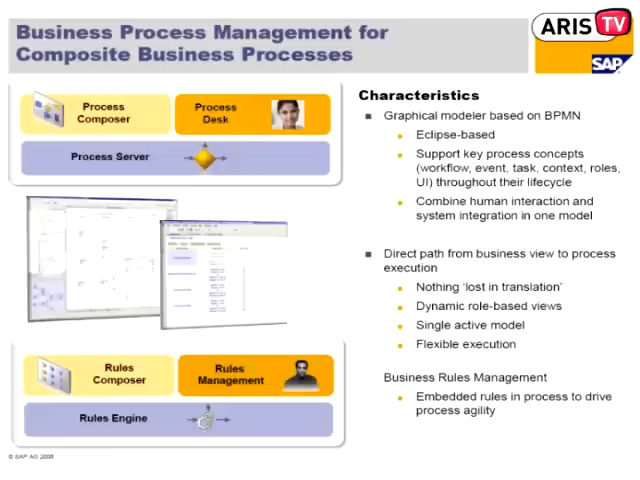 Business Process Management for
Composite Business Processes
ARIS TV
SAP
Process
Composer
Process
Desk
Process Server
Rules
Composer
Rules
Management
Rules Engine
Characteristics
Graphical modeler based on BPMN
Eclipse-based
Support key process concepts
(workflow, event, task, context, roles,
UI) throughout their lifecycle
Combine human interaction and
system integration in one model
Direct path from business view to process
execution
Nothing ‘lost in translation’
Dynamic role-based views
Single active model
Flexible execution
Business Rules Management
Embedded rules in process to drive
process agility
© SAP AG 2008